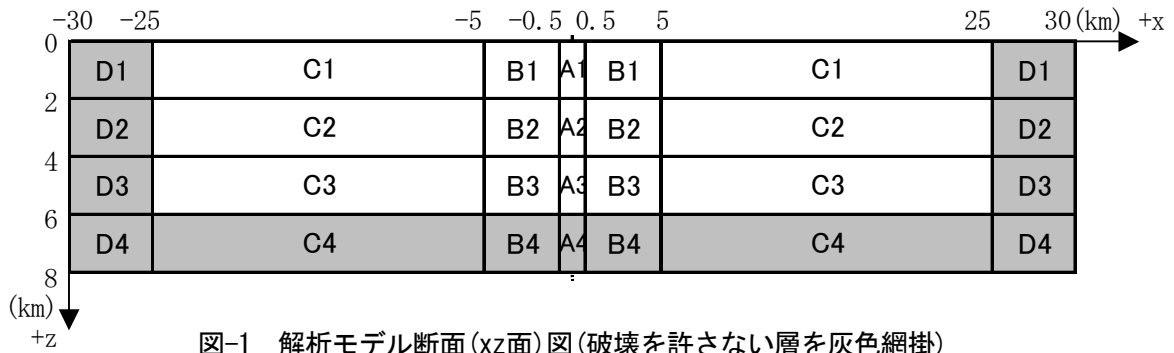 -30 -25 -5 -0.5 0.5 5 25 30(km) +x
0
D1 C1 B1 A1 B1 C1 D1
2
D2 C2 B2 A2 B2 C2 D2
4
D3 C3 B3 A3 B3 C3 D3
6
D4 C4 B4 A4 B4 C4 D4
8
(km)
+z
図-1 解析モデル断面(xz面)図(破壊を許さない層を灰色網掛)